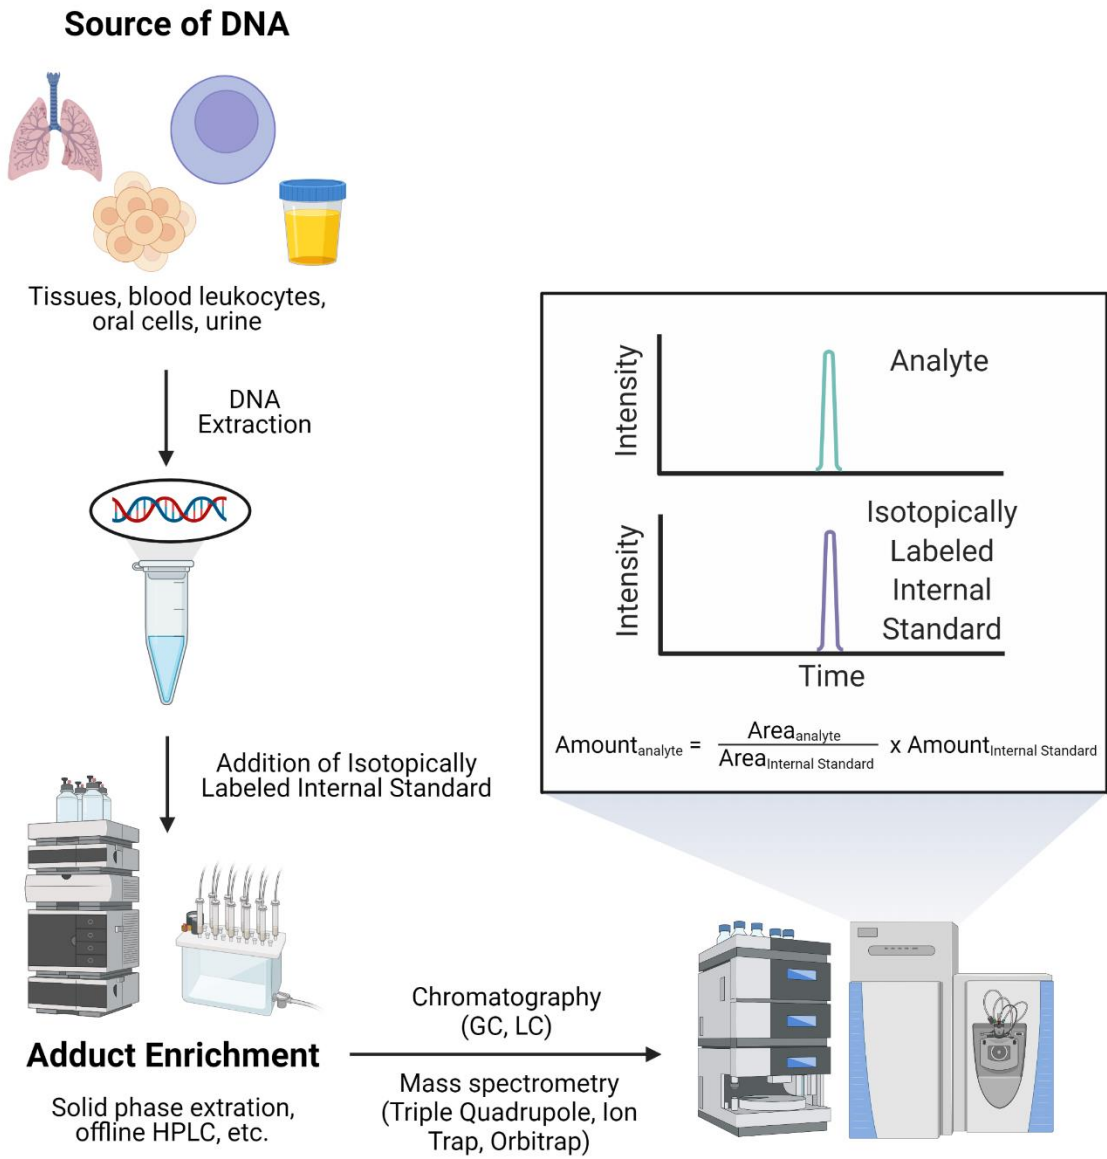 Source of DNA
Tissues, blood leukocytes,
oral cells, urine
DNA
Extraction
Addition of Isotopically
Labeled Internal Standard
Adduct Enrichment
Solid phase extration,
offline HPLC, etc.
Chromatography
(GC, LC)
Mass spectrometry
(Triple Quadrupole, Ion
Trap, Orbitrap)
Intensity
Analyte
Intensity
Isotopically
Labeled
Internal
Standard
Time
Amountanalyte = Areaanalyte / AreaInternal Standard x AmountInternal Standard